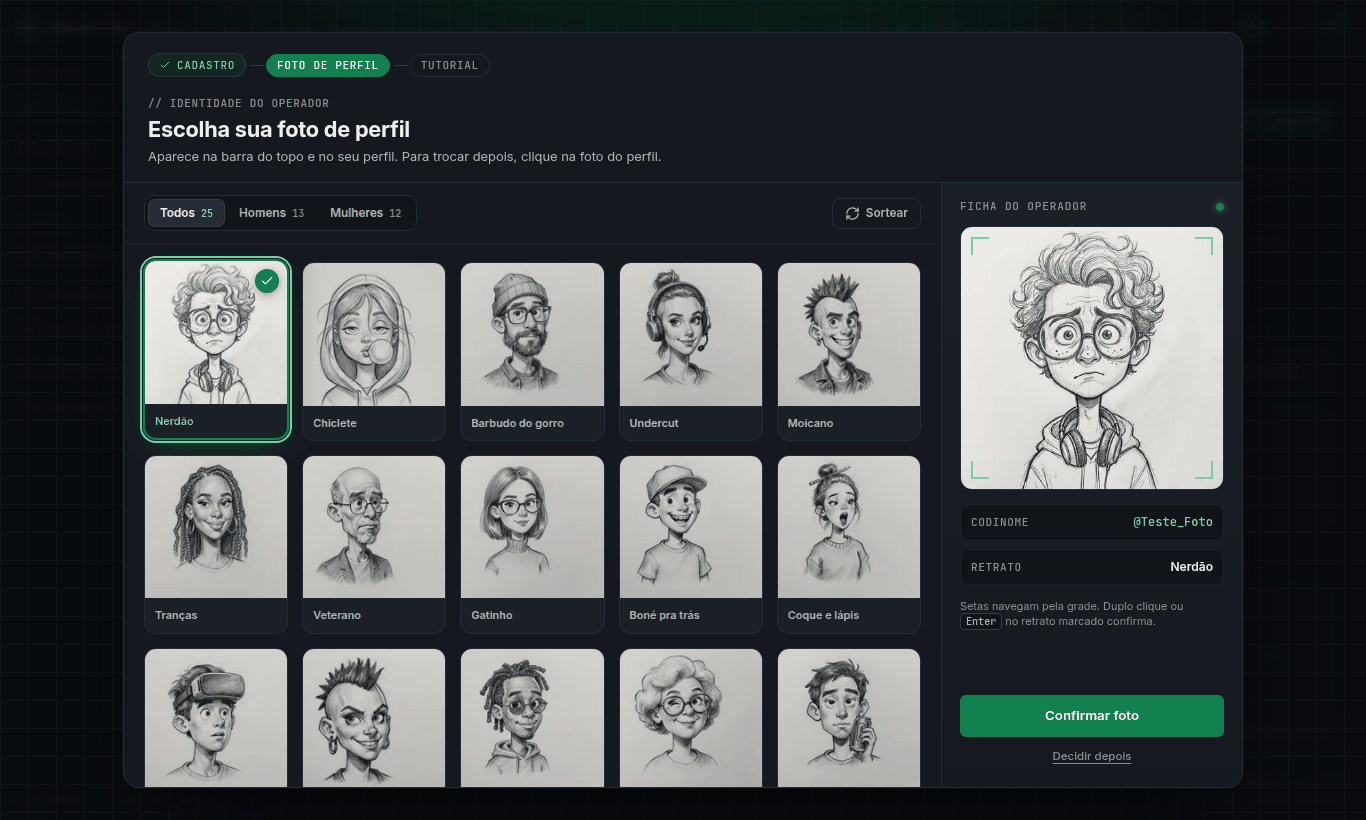 CADASTRO
FOTO DE PERFIL
TUTORIAL
// IDENTIDADE DO OPERADOR
Escolha sua foto de perfil
Aparece na barra do topo e no seu perfil. Para trocar depois, clique na foto do perfil.
Todos 25
Homens 13
Mulheres 12
Sortear
Nerdão
Chiclete
Barbudo do gorro
Undercut
Moicano
Tranças
Veterano
Gatinho
Boné pra trás
Coque e lápis
FICHA DO OPERADOR
CODINOME @Teste_Foto
RETRATO Nerdão
Setas navegam pela grade. Duplo clique ou
Enter no retrato marcado confirma.
Confirmar foto
Decidir depois